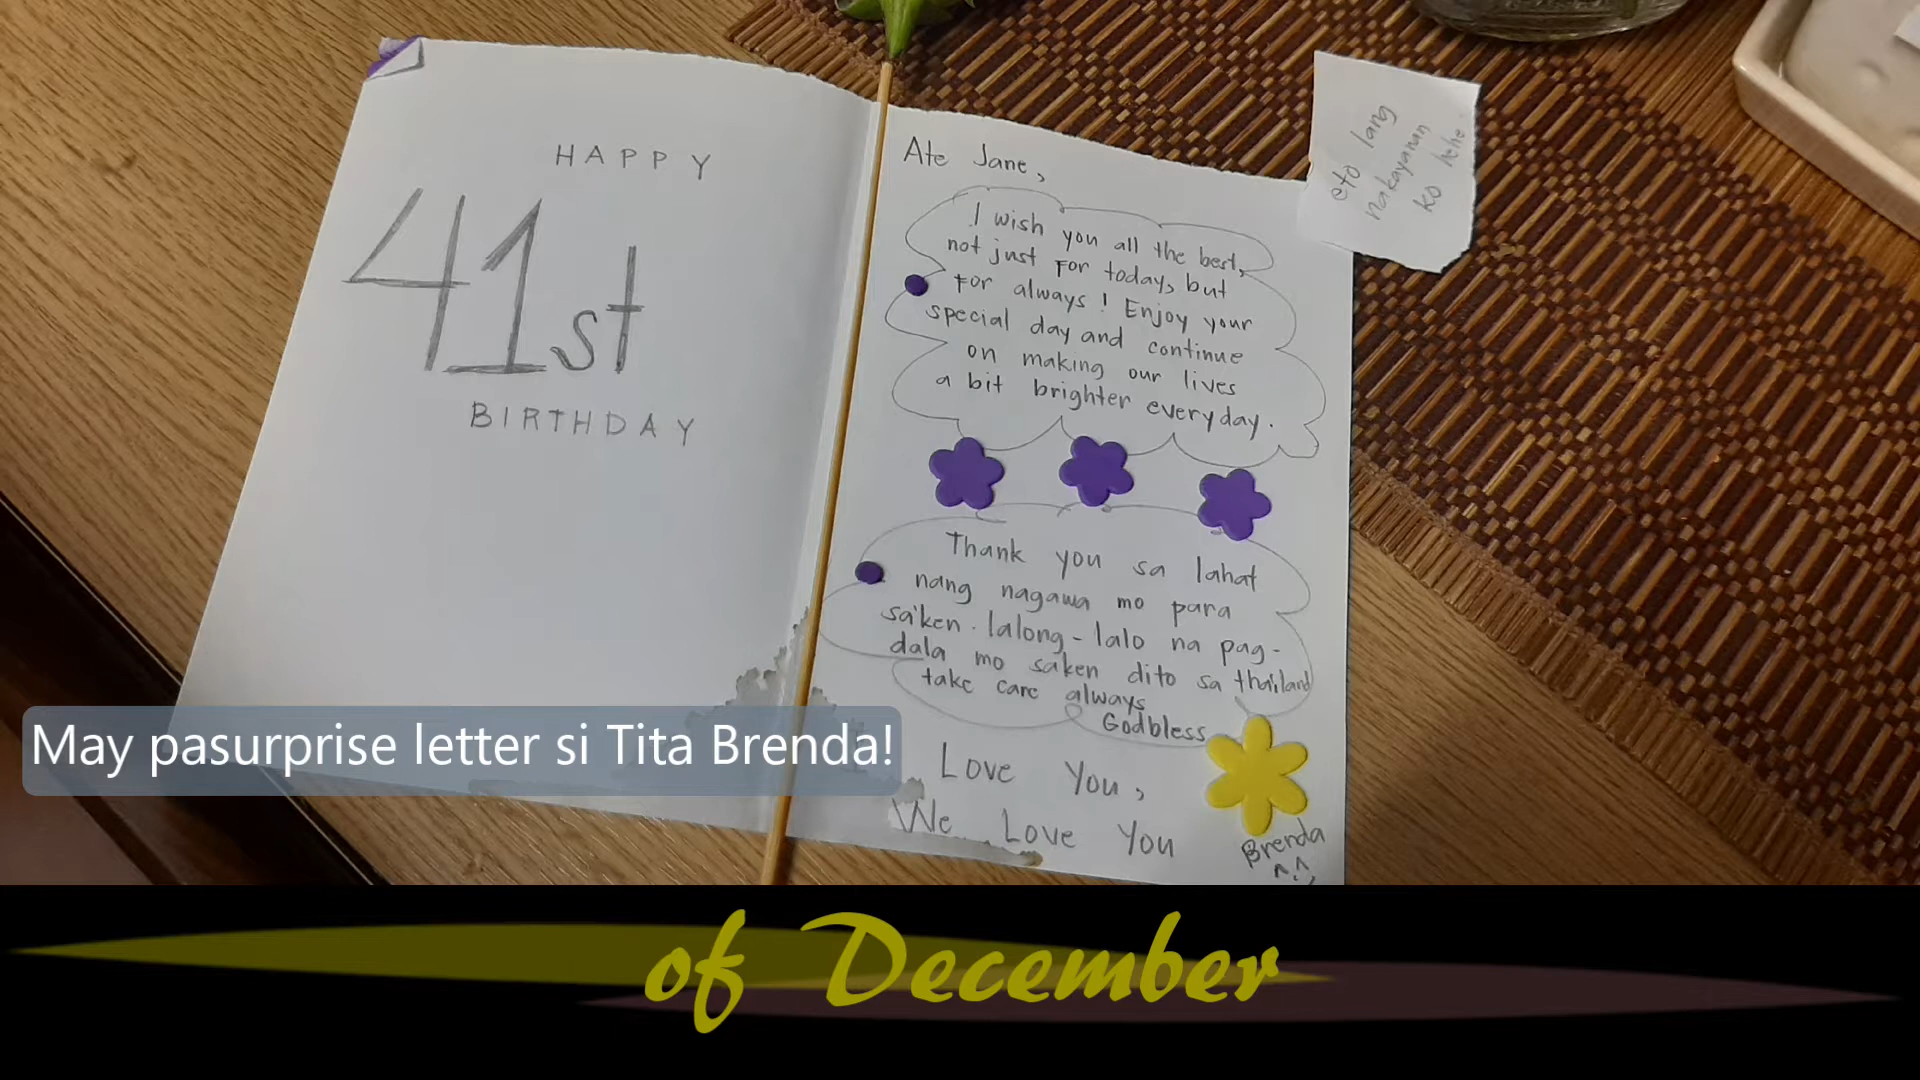 HAPPY
41st
BIRTHDAY
Ate Jane,
I wish you all the best,
not just For today, but
For always! Enjoy your
special day and continue
on making our lives
a bit brighter everyday.
Thank you sa lahat
nang nagawa mo para
sa'ken. lalong-lalo na pag-
dala mo saken dito sa thailand
take care always
Godbless
Love You,
We Love You
Brenda
eto lang
nakayanan
ko hehe.
May pasurprise letter si Tita Brenda!
of December